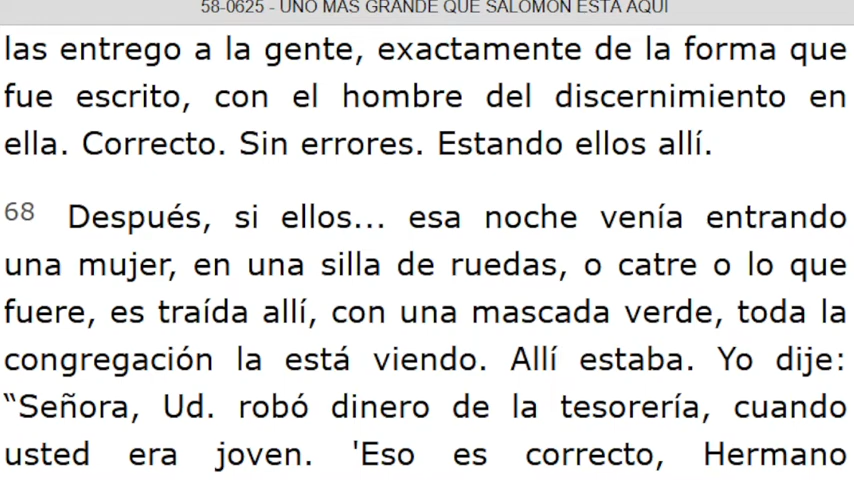 58-0625 - UNO MÁS GRANDE QUE SALOMÓN ESTÁ AQUÍ
las entrego a la gente, exactamente de la forma que
fue escrito, con el hombre del discernimiento en
ella. Correcto. Sin errores. Estando ellos allí.
68 Después, si ellos... esa noche venía entrando
una mujer, en una silla de ruedas, o catre o lo que
fuere, es traída allí, con una mascada verde, toda la
congregación la está viendo. Allí estaba. Yo dije:
“Señora, Ud. robó dinero de la tesorería, cuando
usted era joven. 'Eso es correcto, Hermano